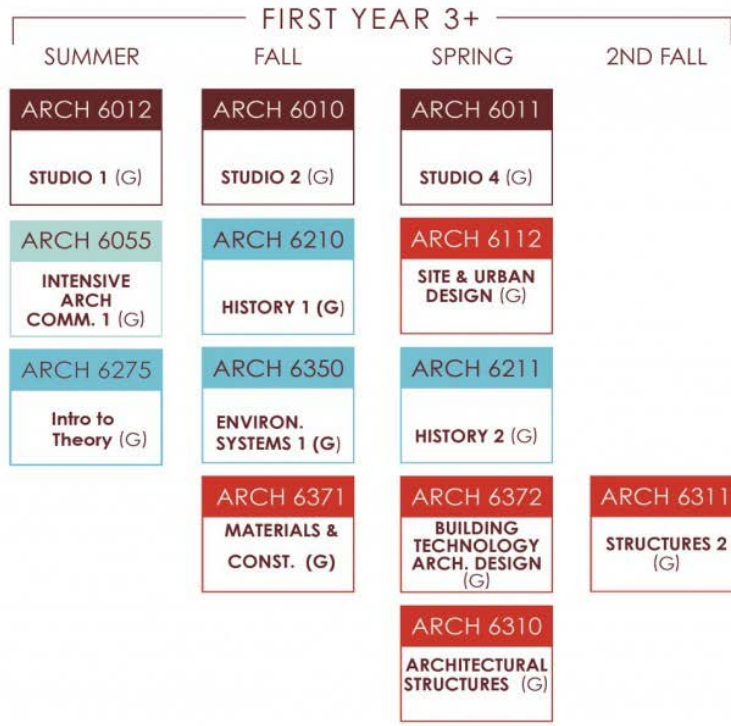 FIRST YEAR 3+
SUMMER
FALL
SPRING
2ND FALL
ARCH 6012
STUDIO 1 (G)
ARCH 6010
STUDIO 2 (G)
ARCH 6011
STUDIO 4 (G)
ARCH 6055
INTENSIVE
ARCH
COMM. 1 (G)
ARCH 6210
HISTORY 1 (G)
ARCH 6112
SITE & URBAN
DESIGN (G)
ARCH 6275
Intro to
Theory (G)
ARCH 6350
ENVIRON.
SYSTEMS 1 (G)
ARCH 6211
HISTORY 2 (G)
ARCH 6371
MATERIALS &
CONST. (G)
ARCH 6372
BUILDING
TECHNOLOGY
ARCH. DESIGN
(G)
ARCH 6311
STRUCTURES 2
(G)
ARCH 6310
ARCHITECTURAL
STRUCTURES (G)